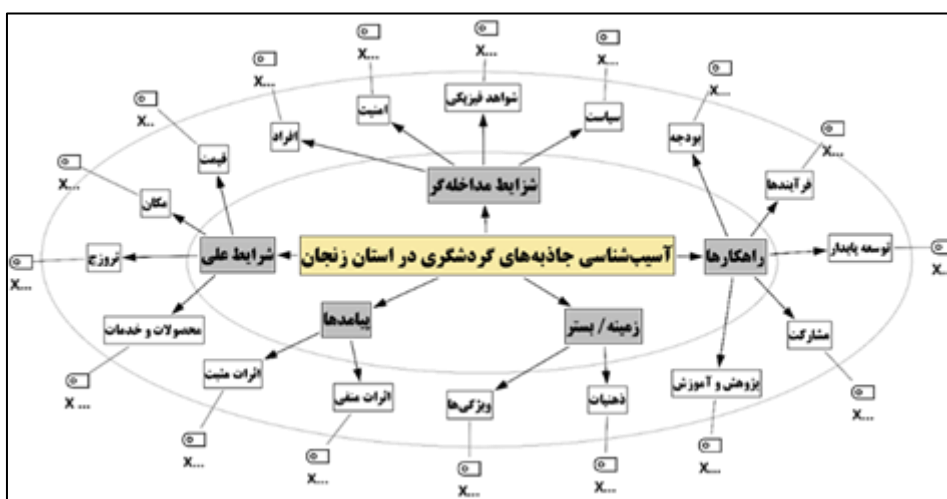 X...
X...
X...
X...
X...
X..
شواهد فیزیکی
سیاست
امنیت
افراد
بودجه
قیمت
X...
X...
فرآیندها
شزایط مداخله‌گر
مکان
توسعه پایدار
راهکارها
آسیب‌شناسی جاذبه‌های گردشگری در استان زنجان
شرایط علی
تروزج
X...
X...
زمینه / بستر
پیامدها
محصولات و خدمات
مشارکت
اثرات مثبت
پژوهش و آموزش
ذهنیات
ویژگی‌ها
اثرات منفی
X ...
X...
X...
X...
X...
X...
X...